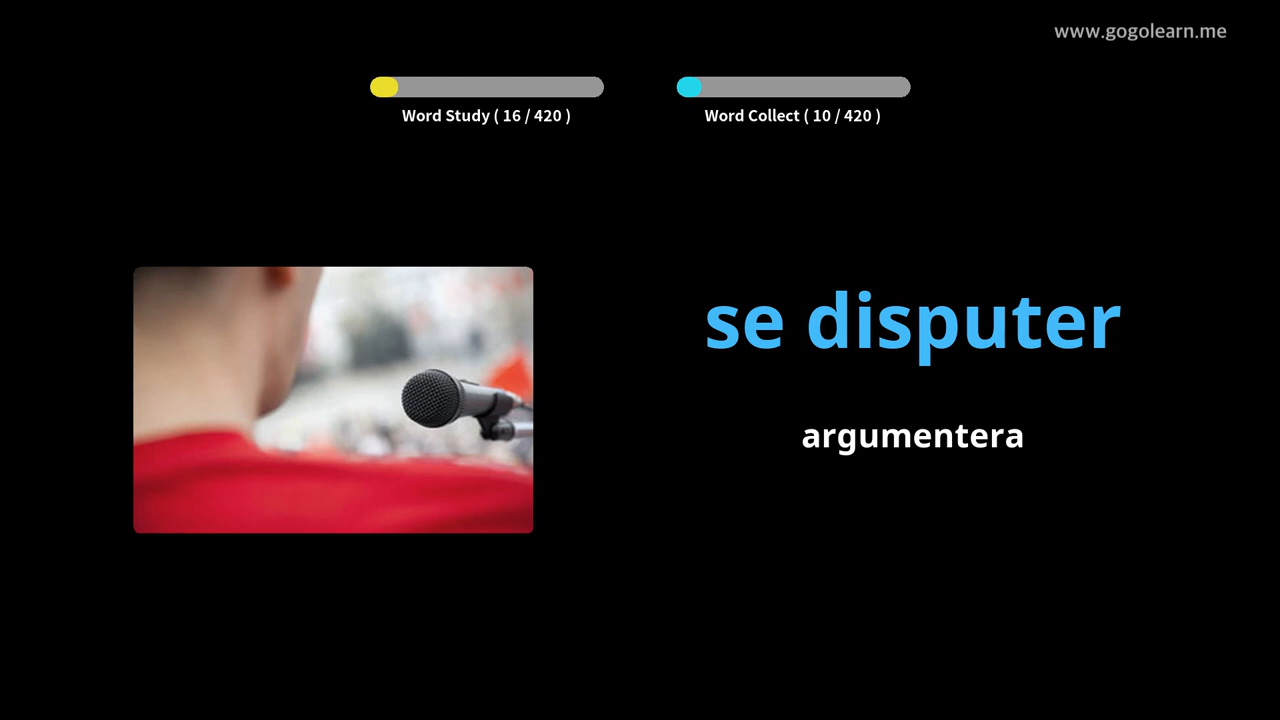 www.gogolearn.me
Word Study ( 16 / 420 )
Word Collect ( 10 / 420 )
se disputer
argumentera